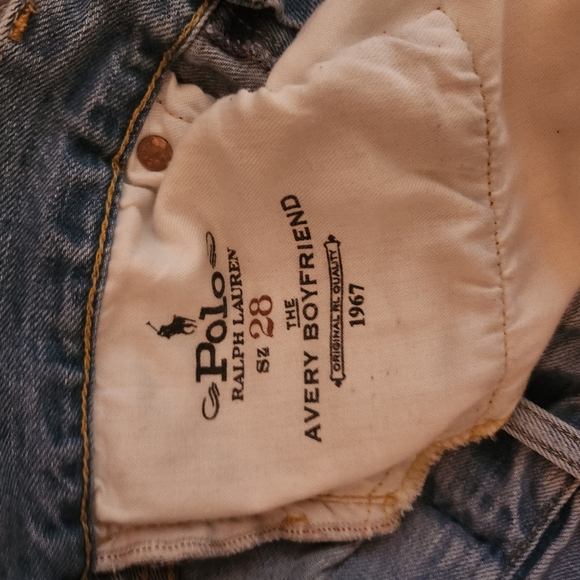 Polo
RALPH LAUREN
Sz 28
THE
AVERY BOYFRIEND
ORIGINAL RL QUALITY
1967